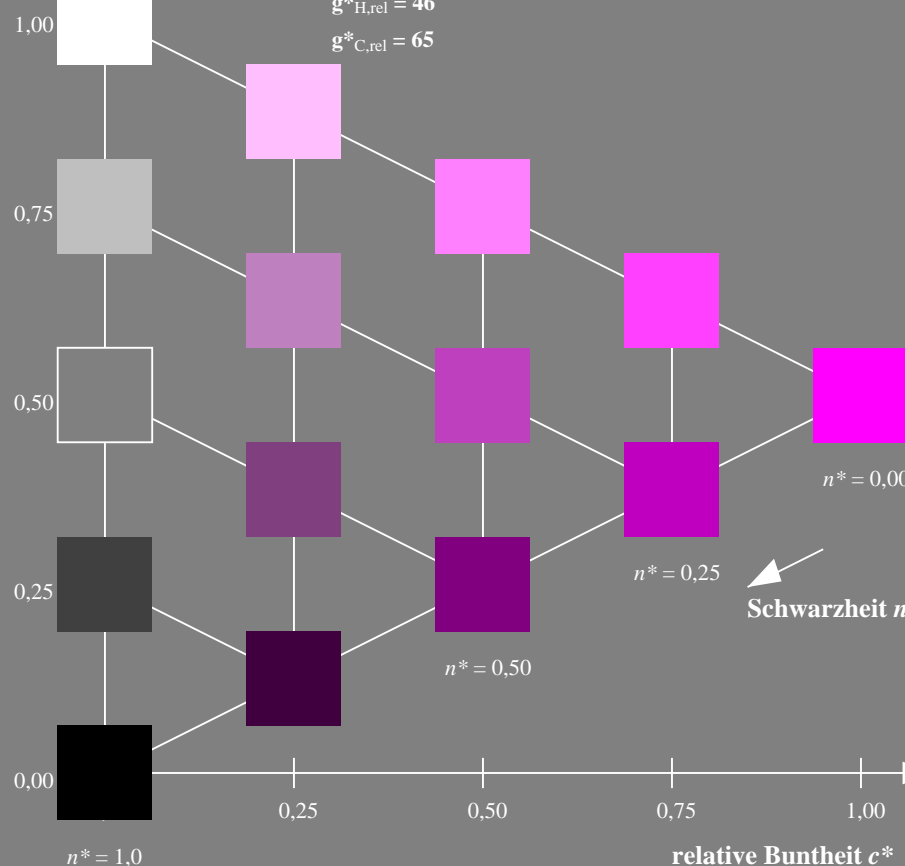 g*H,rel = 46
1,00
g*C,rel = 65
0,75
0,50
n* = 0,00
n* = 0,25
0,25
Schwarzheit n
n* = 0,50
0,00
0,25
0,50
0,75
1,00
n* = 1,0
relative Buntheit c*